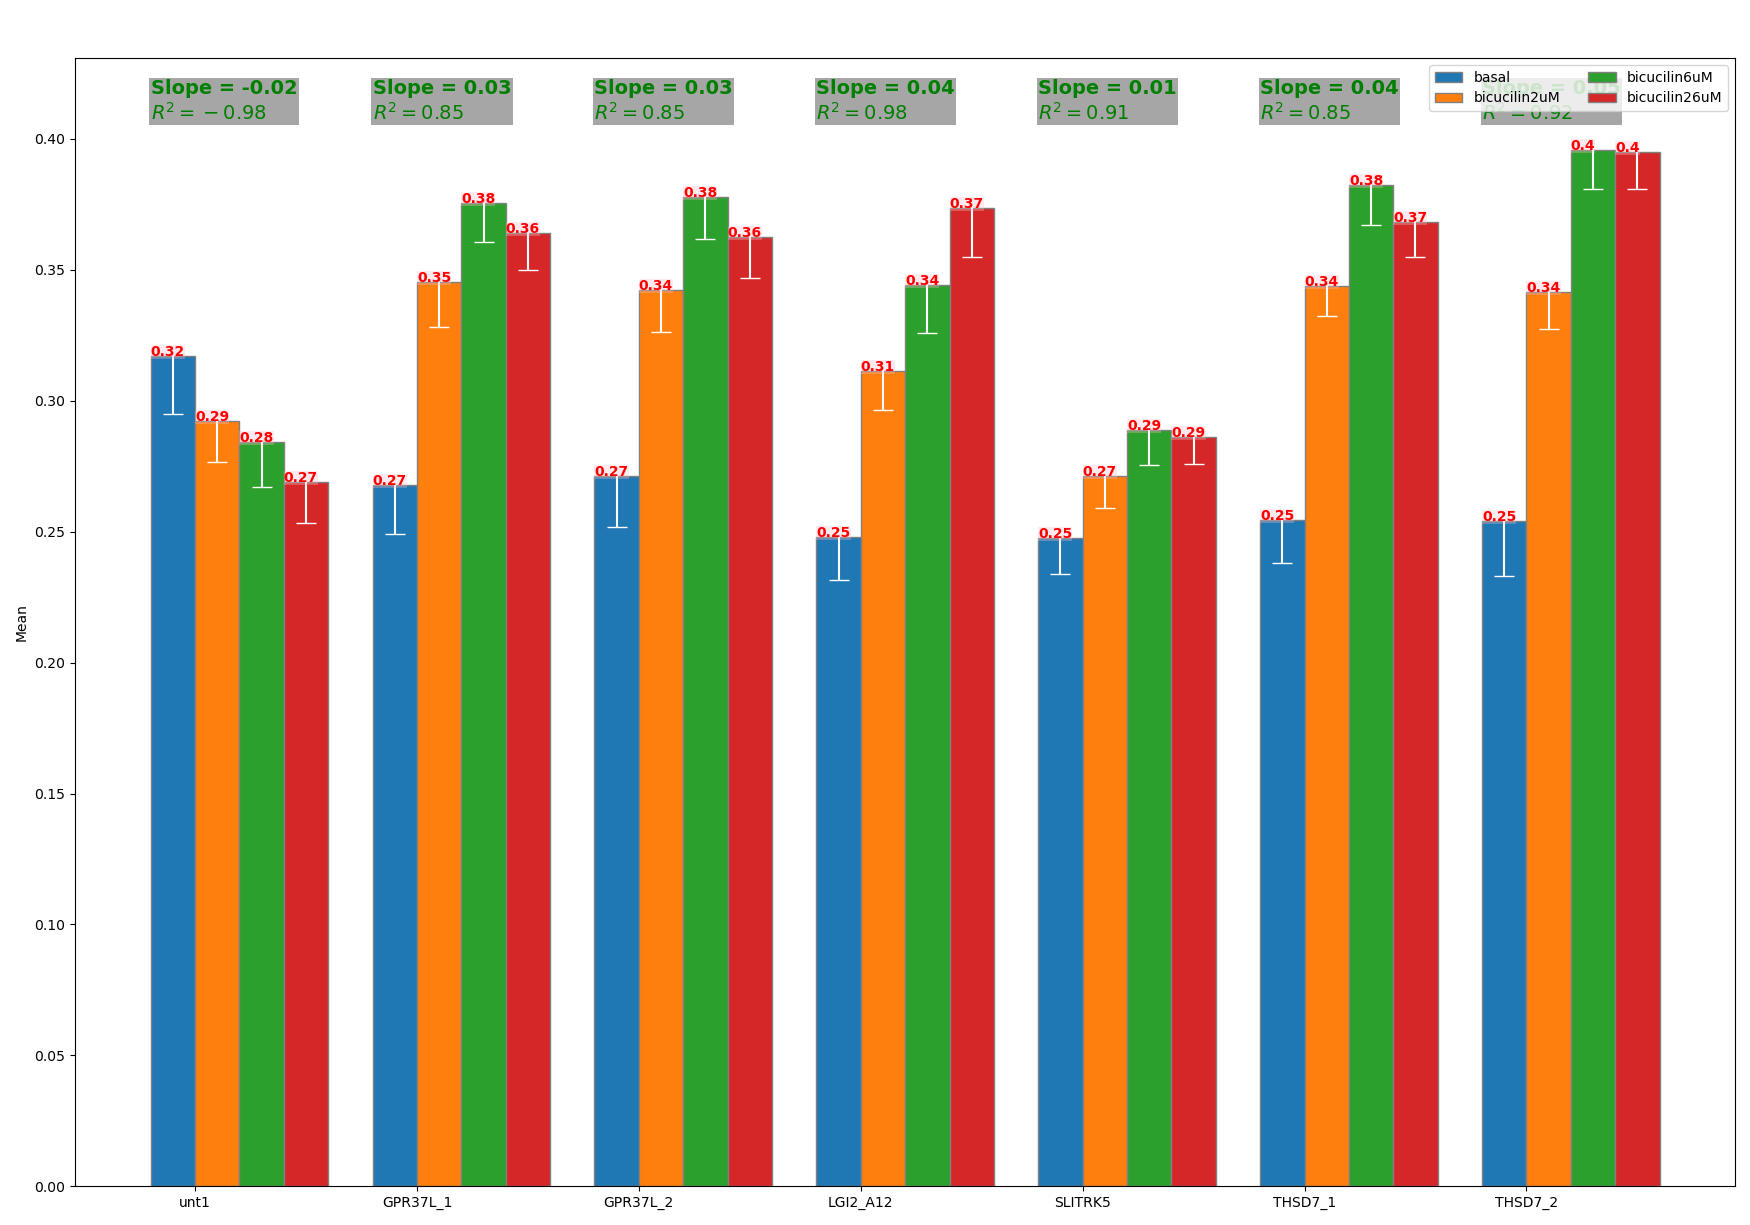 Slope = -0.02
R² = −0.98
Slope = 0.03
R² = 0.85
Slope = 0.03
R² = 0.85
Slope = 0.04
R² = 0.98
Slope = 0.01
R² = 0.91
Slope = 0.04
R² = 0.85
Slope = 0.05
R² = 0.92
basal
bicucilin2uM
bicucilin6uM
bicucilin26uM
0.40
0.35
0.30
0.25
0.20
0.15
0.10
0.05
0.00
Mean
0.32
0.29
0.28
0.27
0.27
0.35
0.38
0.36
0.27
0.34
0.38
0.36
0.25
0.31
0.34
0.37
0.25
0.27
0.29
0.29
0.25
0.34
0.38
0.37
0.25
0.34
0.4
0.4
unt1
GPR37L_1
GPR37L_2
LGI2_A12
SLITRK5
THSD7_1
THSD7_2